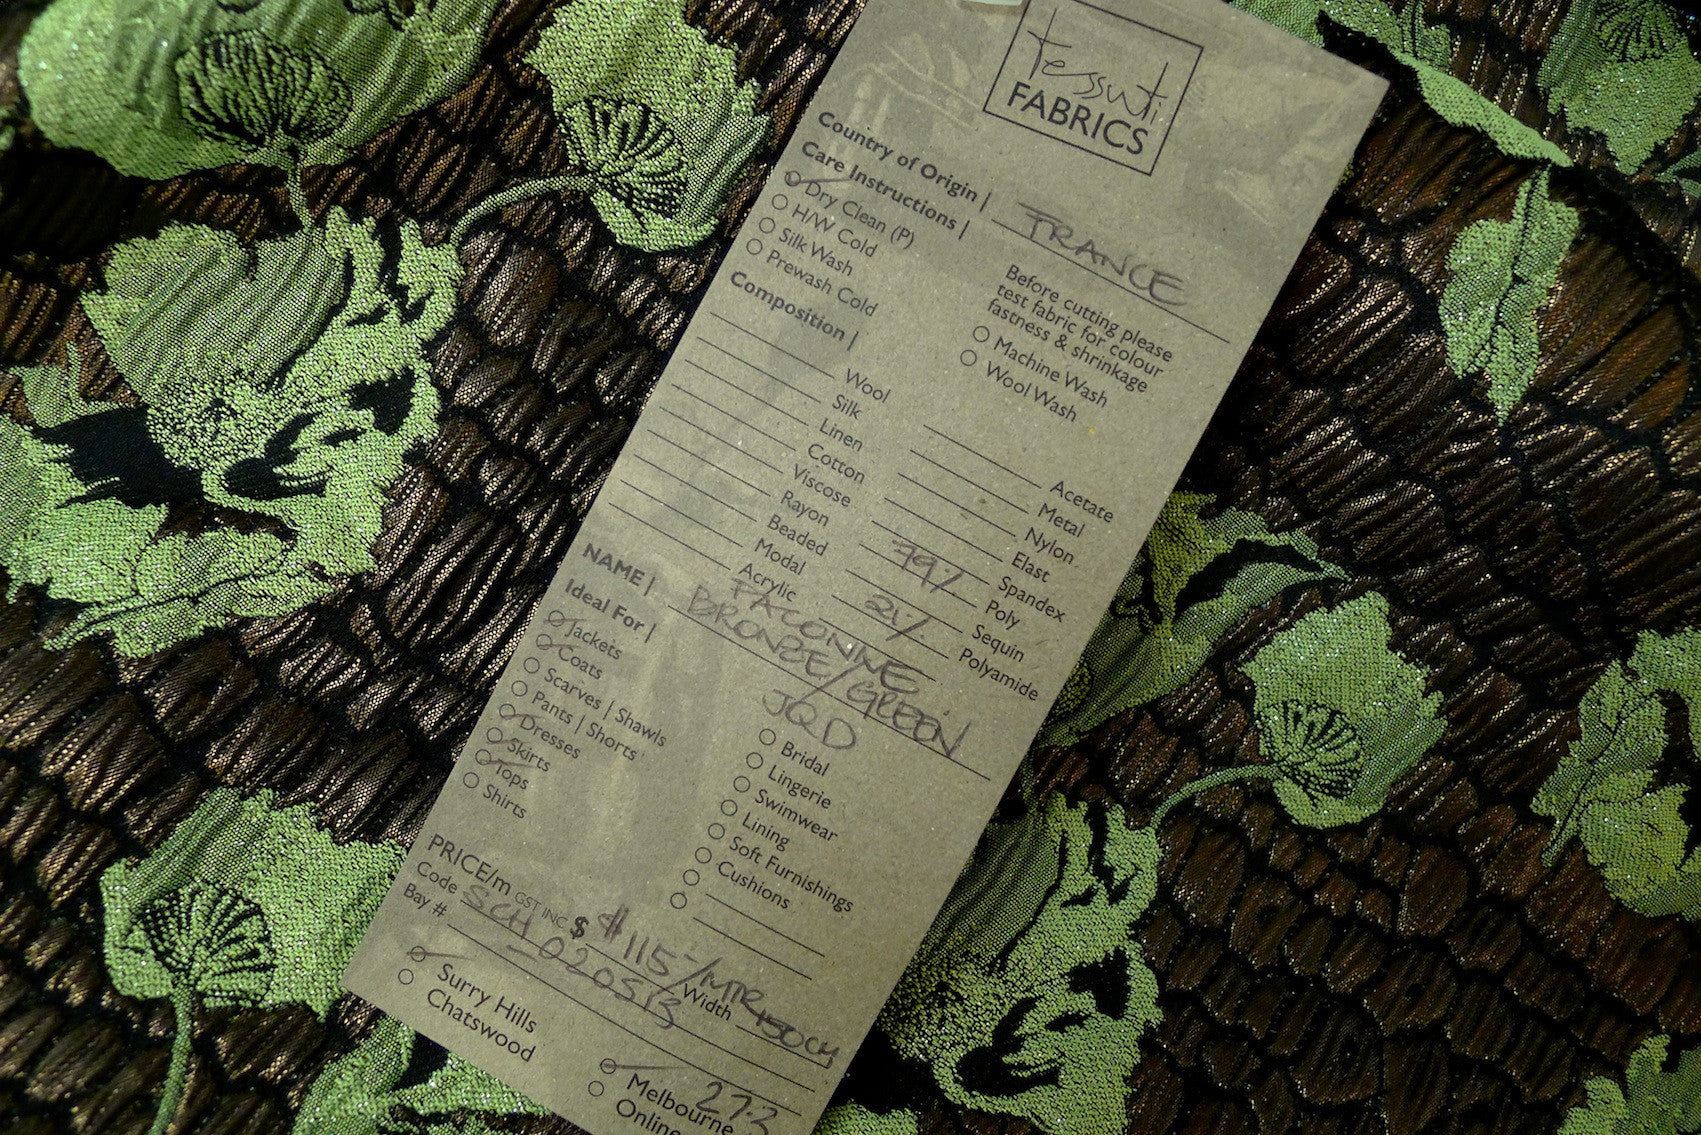 tessuti
FABRICS
Country of Origin | FRANCE
Care Instructions |
Dry Clean (P)
H/W Cold
Silk Wash
Prewash Cold
Before cutting please
test fabric for colour
fastness & shrinkage
Machine Wash
Wool Wash
Composition |
Wool
Silk
Linen
Cotton
Viscose
Rayon
Beaded
Modal
Acrylic
Acetate
Metal
Nylon
Elast
Spandex
79% Poly
Sequin
21% Polyamide
NAME | FACONNE
BRONZE/GREEN
JQD
Ideal For |
Jackets
Coats
Scarves | Shawls
Pants | Shorts
Dresses
Skirts
Tops
Shirts
Bridal
Lingerie
Swimwear
Lining
Soft Furnishings
Cushions
PRICE/m GST INC $ $115-/MTR
Code SCH-020513 Width 150CM
Bay #
Surry Hills
Chatswood
Melbourne 27.2
Online